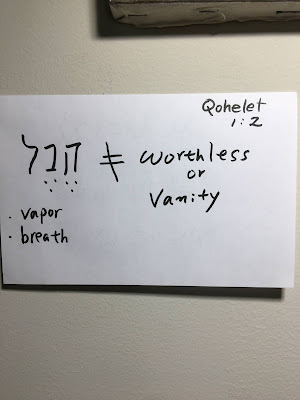 Qohelet
1:2
הֶבֶל ≠ worthless
or
Vanity
· vapor
· breath